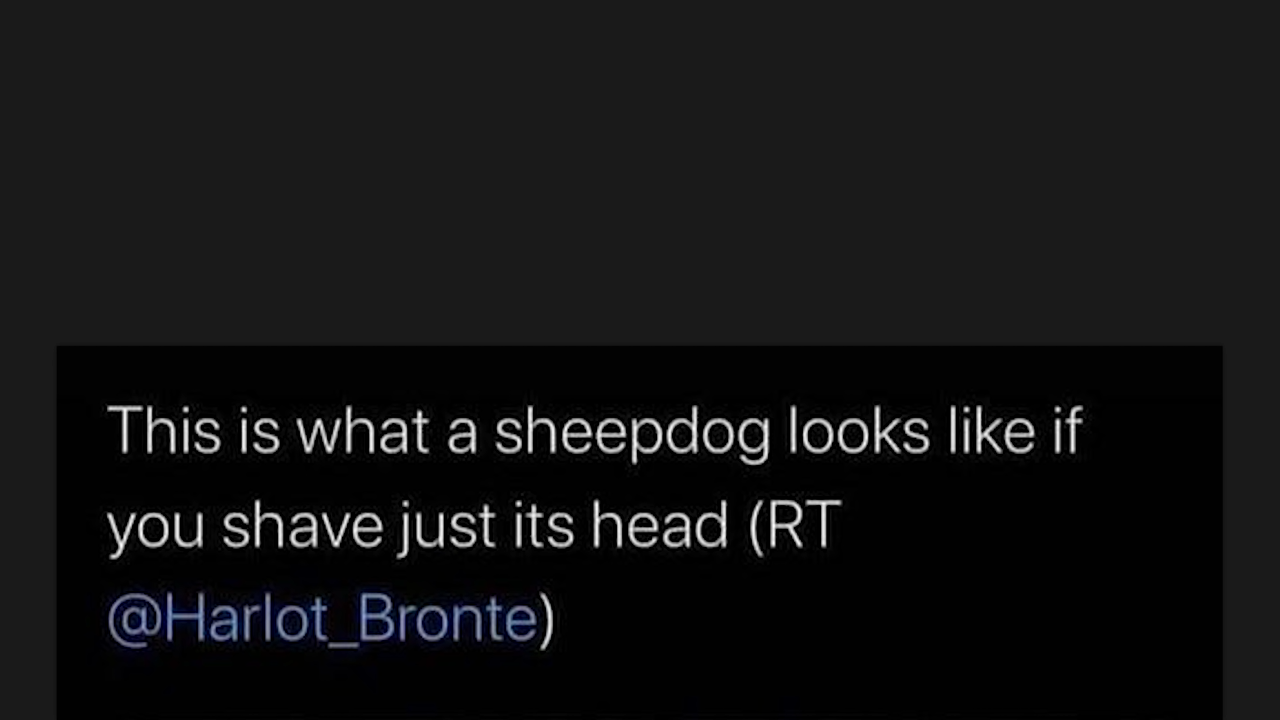 This is what a sheepdog looks like if
you shave just its head (RT
@Harlot_Bronte)